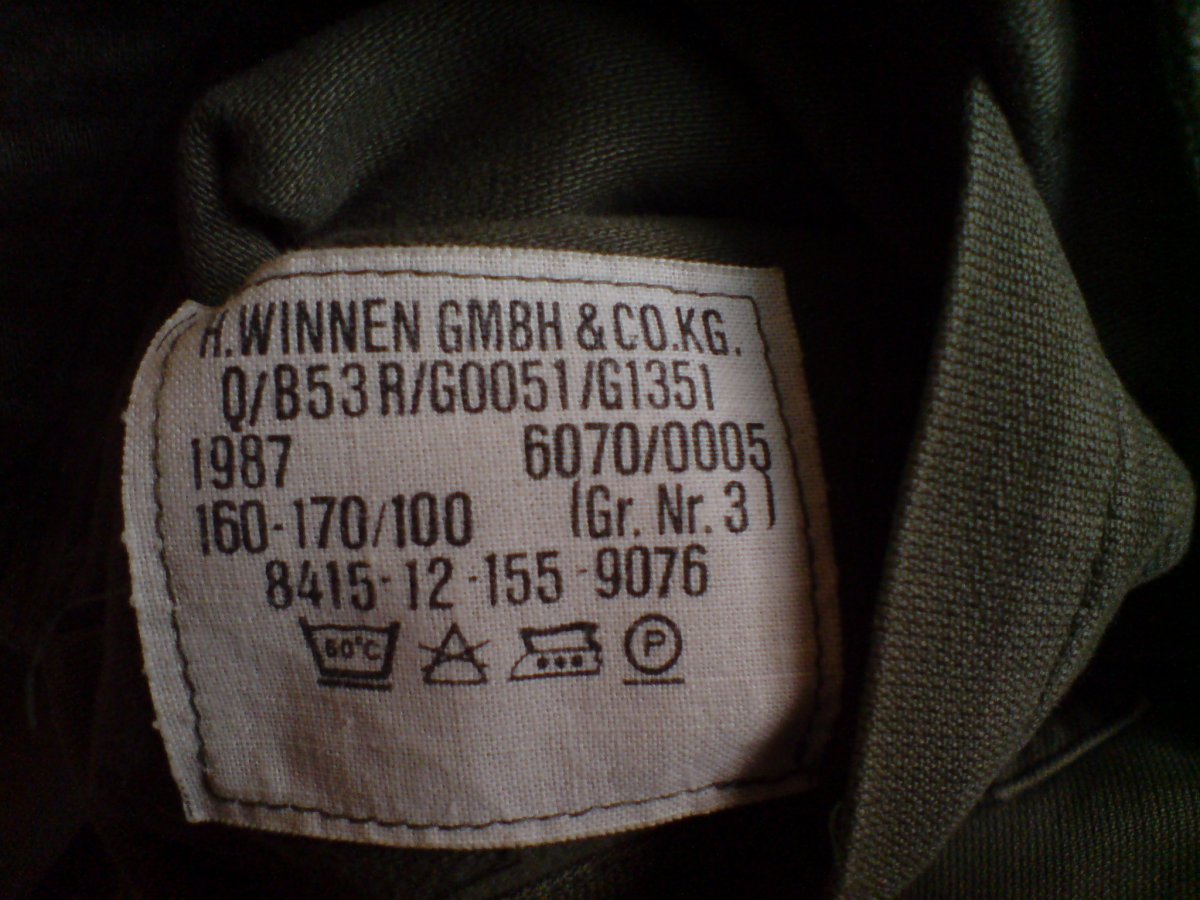 H.WINNEN GMBH & CO.KG.
Q/B53R/G0051/G1351
1987 6070/0005
160-170/100 (Gr. Nr. 3)
8415-12-155-9076
60°C P